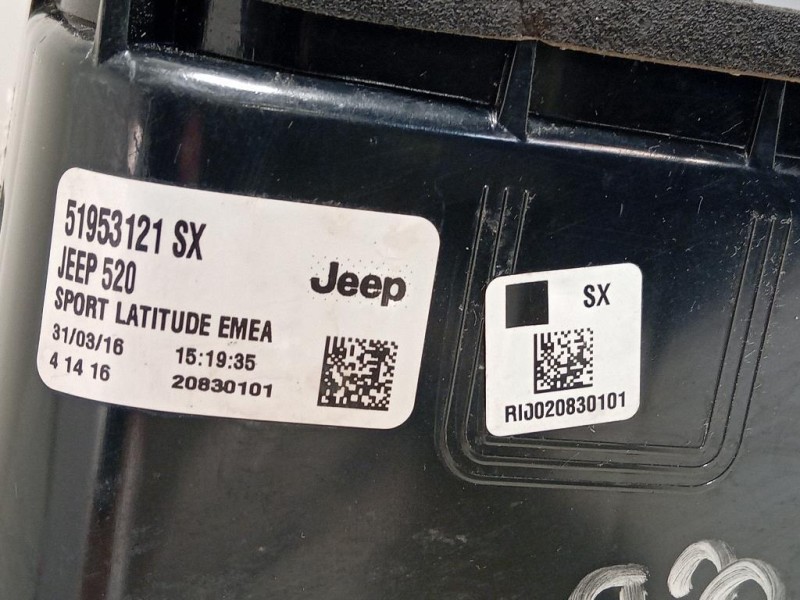 51953121 SX
JEEP 520
Jeep
SPORT LATITUDE EMEA
31/03/16 15:19:35
4 14 16 20830101
SX
RIJ020830101